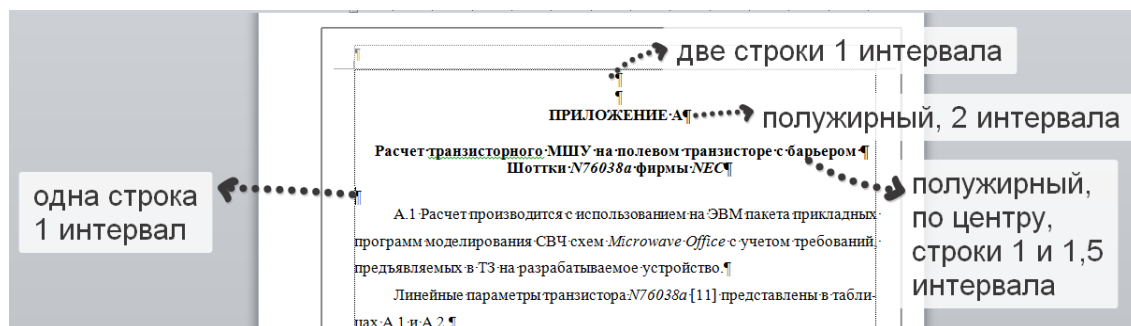 две строки 1 интервала
ПРИЛОЖЕНИЕ А¶
полужирный, 2 интервала
Расчет транзисторного МШУ на полевом транзисторе с барьером ¶
Шоттки N76038a фирмы NEC¶
полужирный,
по центру,
строки 1 и 1,5
интервала
одна строка
1 интервал
А.1 Расчет производится с использованием на ЭВМ пакета прикладных
программ моделирования СВЧ схем Microwave Office с учетом требований,
предъявляемых в ТЗ на разрабатываемое устройство.¶
Линейные параметры транзистора N76038a [11] представлены в табли-
цах А.1 и А.2.¶